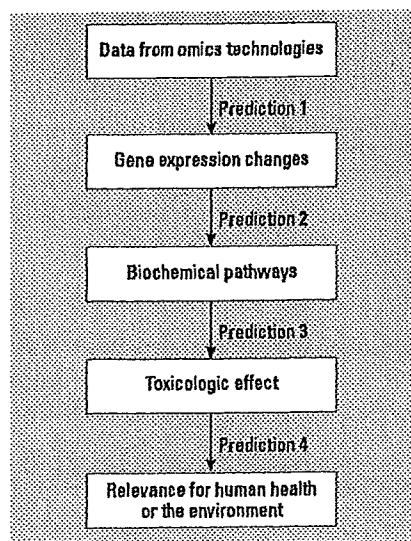 Data from omics technologies
Prediction 1
Gene expression changes
Prediction 2
Biochemical pathways
Prediction 3
Toxicologic effect
Prediction 4
Relevance for human health
or the environment